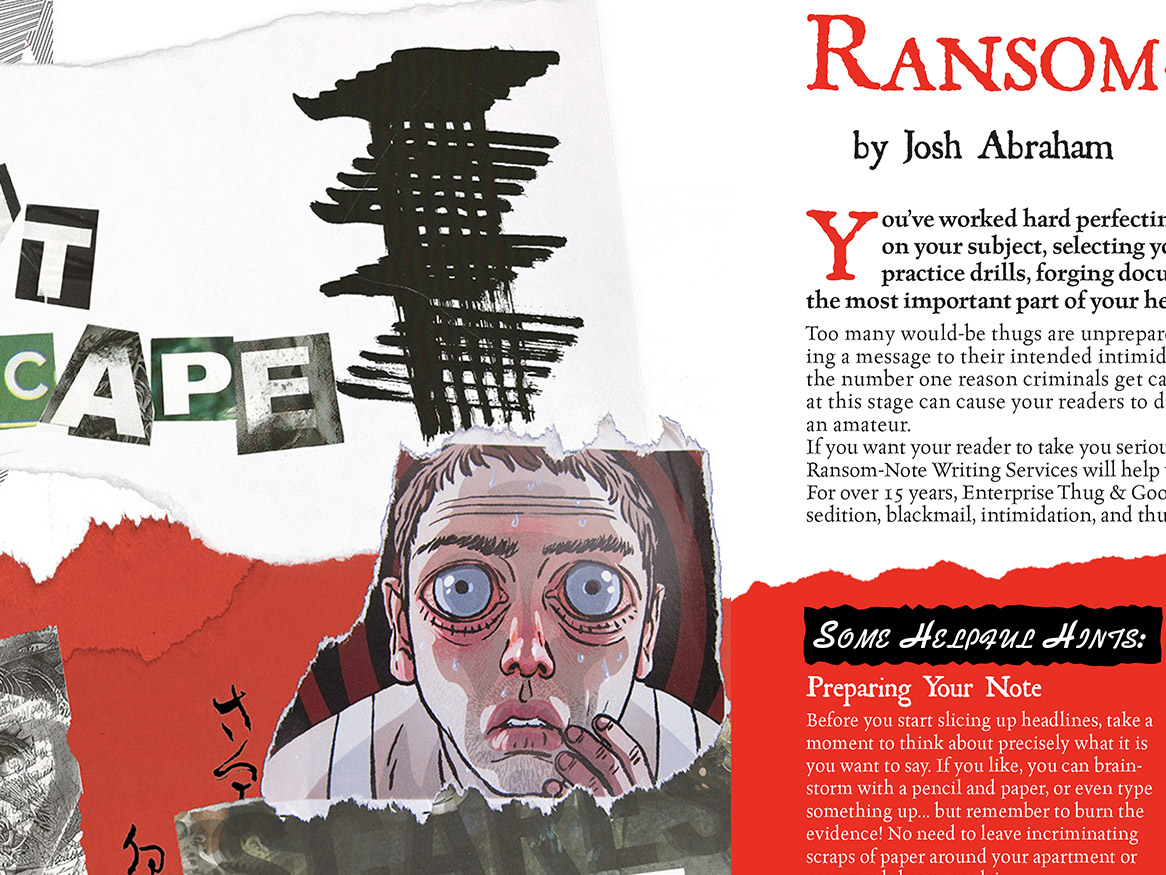 T
CAPE
RANSOM-
by Josh Abraham
You've worked hard perfectin
on your subject, selecting yo
practice drills, forging docu
the most important part of your he
Too many would-be thugs are unprepare
ing a message to their intended intimid
the number one reason criminals get ca
at this stage can cause your readers to d
an amateur.
If you want your reader to take you seriou
Ransom-Note Writing Services will help
For over 15 years, Enterprise Thug & Goo
sedition, blackmail, intimidation, and thu
SOME HELPFUL HINTS:
Preparing Your Note
Before you start slicing up headlines, take a
moment to think about precisely what it is
you want to say. If you like, you can brain-
storm with a pencil and paper, or even type
something up... but remember to burn the
evidence! No need to leave incriminating
scraps of paper around your apartment or